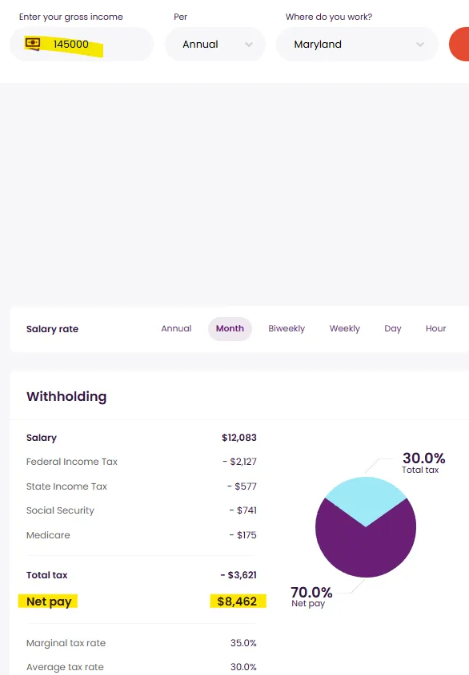 Enter your gross income Per Where do you work?
145000 Annual Maryland
Salary rate Annual Month Biweekly Weekly Day Hour
Withholding
Salary $12,083
Federal Income Tax - $2,127
State Income Tax - $577
Social Security - $741
Medicare - $175
Total tax - $3,621
Net pay $8,462
Marginal tax rate 35.0%
Average tax rate 30.0%
30.0%
Total tax
70.0%
Net pay